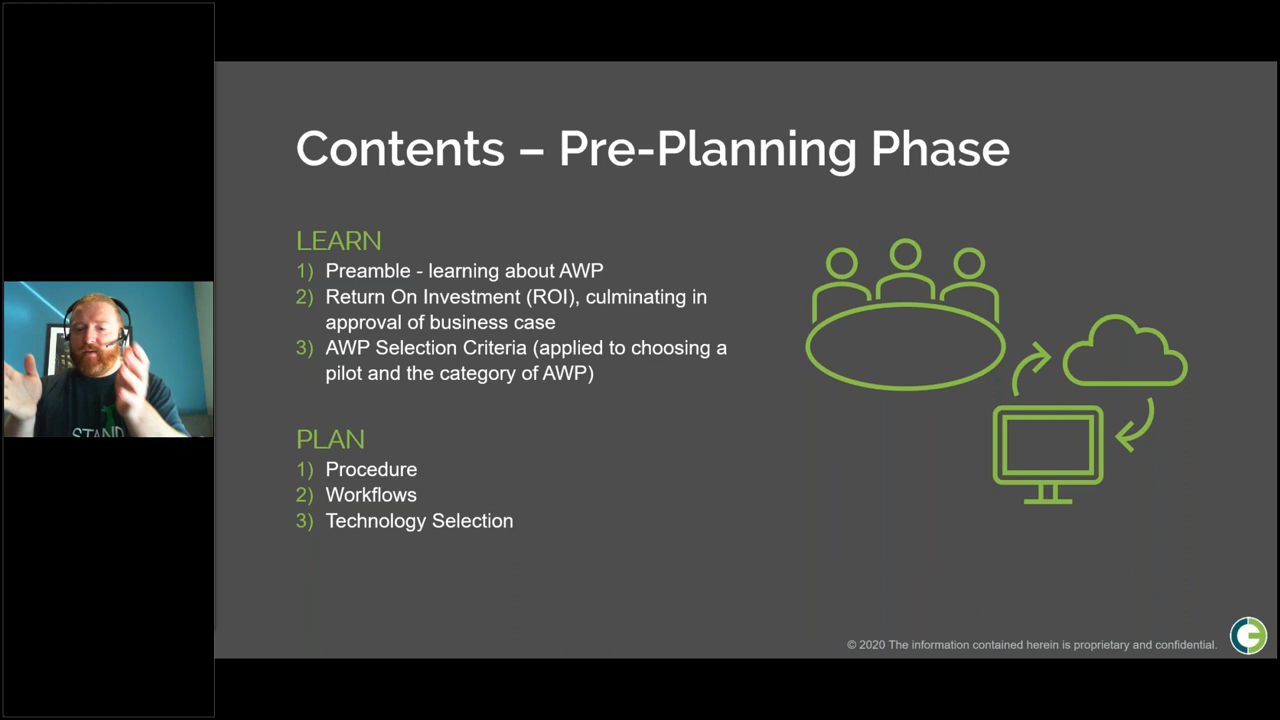 Contents – Pre-Planning Phase
LEARN
1) Preamble - learning about AWP
2) Return On Investment (ROI), culminating in
approval of business case
3) AWP Selection Criteria (applied to choosing a
pilot and the category of AWP)
PLAN
1) Procedure
2) Workflows
3) Technology Selection
STAND
© 2020 The information contained herein is proprietary and confidential.